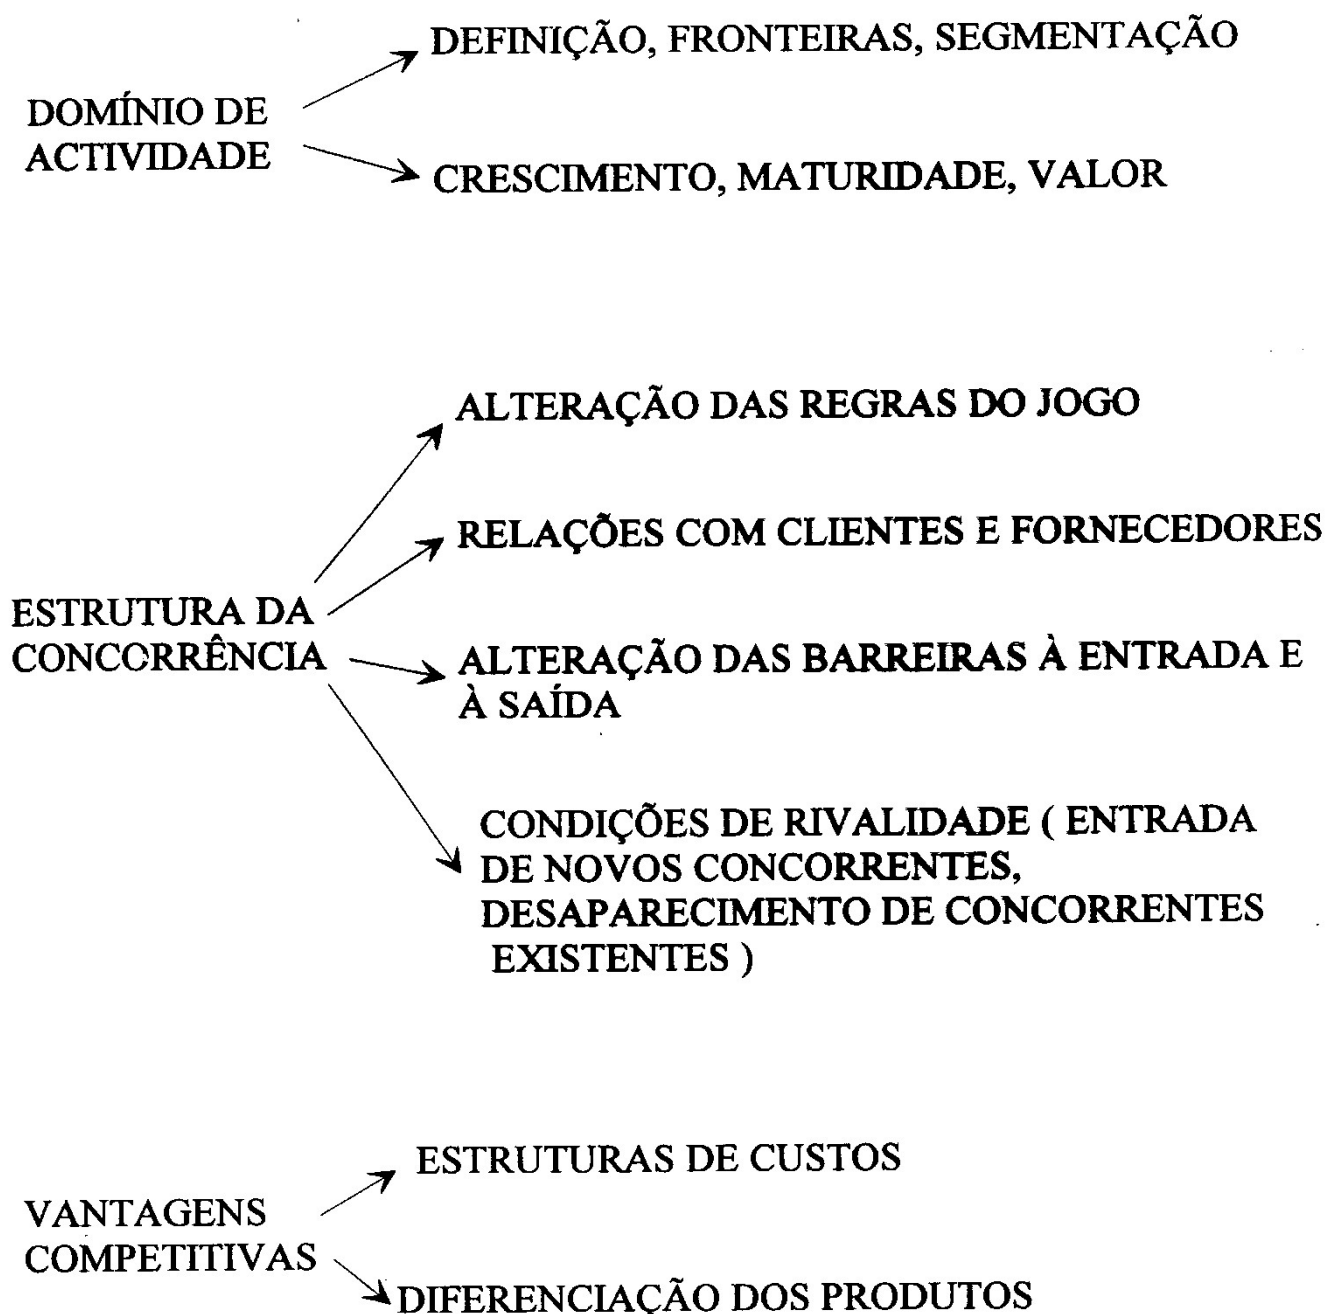 DEFINIÇÃO, FRONTEIRAS, SEGMENTAÇÃO
DOMÍNIO DE
ACTIVIDADE
CRESCIMENTO, MATURIDADE, VALOR
ALTERAÇÃO DAS REGRAS DO JOGO
RELAÇÕES COM CLIENTES E FORNECEDORES
ESTRUTURA DA
CONCORRÊNCIA
ALTERAÇÃO DAS BARREIRAS À ENTRADA E
À SAÍDA
CONDIÇÕES DE RIVALIDADE ( ENTRADA
DE NOVOS CONCORRENTES,
DESAPARECIMENTO DE CONCORRENTES
EXISTENTES )
ESTRUTURAS DE CUSTOS
VANTAGENS
COMPETITIVAS
DIFERENCIAÇÃO DOS PRODUTOS